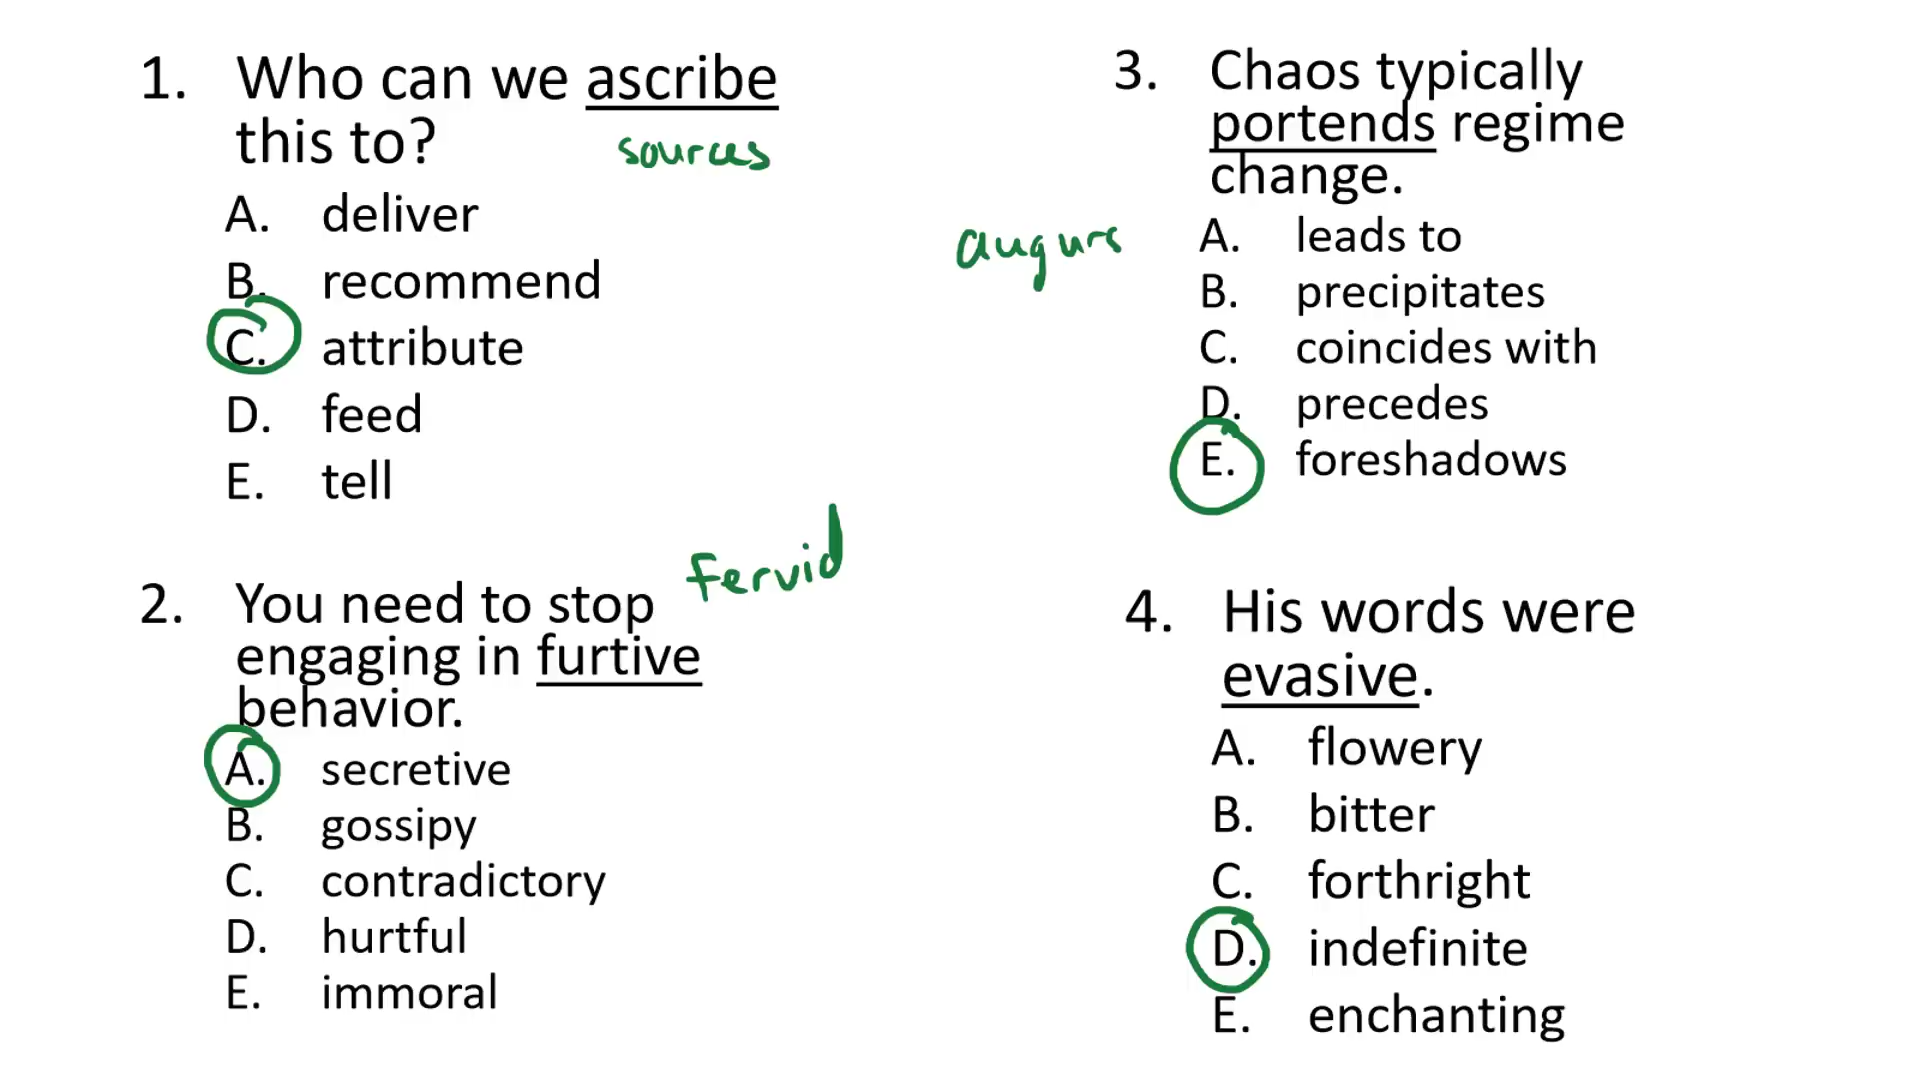 1. Who can we ascribe
this to?
sources
A. deliver
B. recommend
C. attribute
D. feed
E. tell
fervid
2. You need to stop
engaging in furtive
behavior.
A. secretive
B. gossipy
C. contradictory
D. hurtful
E. immoral
3. Chaos typically
portends regime
change.
augurs
A. leads to
B. precipitates
C. coincides with
D. precedes
E. foreshadows
4. His words were
evasive.
A. flowery
B. bitter
C. forthright
D. indefinite
E. enchanting